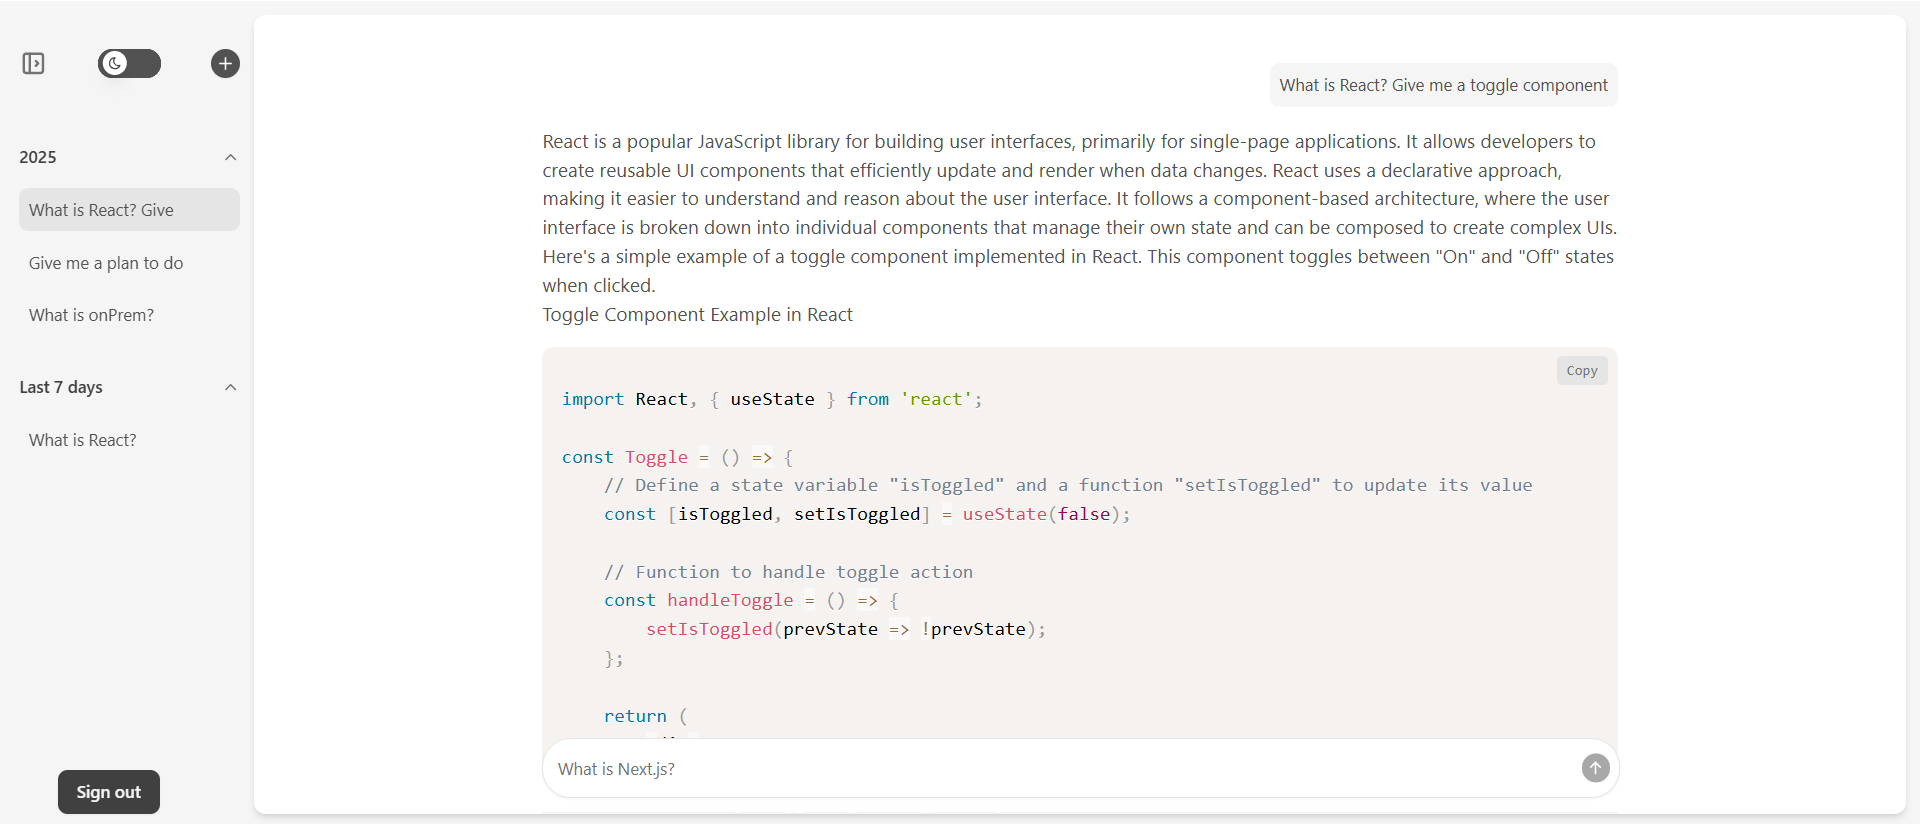 2025
What is React? Give
Give me a plan to do
What is onPrem?
Last 7 days
What is React?
Sign out
What is React? Give me a toggle component
React is a popular JavaScript library for building user interfaces, primarily for single-page applications. It allows developers to
create reusable UI components that efficiently update and render when data changes. React uses a declarative approach,
making it easier to understand and reason about the user interface. It follows a component-based architecture, where the user
interface is broken down into individual components that manage their own state and can be composed to create complex UIs.
Here's a simple example of a toggle component implemented in React. This component toggles between "On" and "Off" states
when clicked.
Toggle Component Example in React
Copy
import React, { useState } from 'react';
const Toggle = () => {
// Define a state variable "isToggled" and a function "setIsToggled" to update its value
const [isToggled, setIsToggled] = useState(false);
// Function to handle toggle action
const handleToggle = () => {
setIsToggled(prevState => !prevState);
};
return (
What is Next.js?